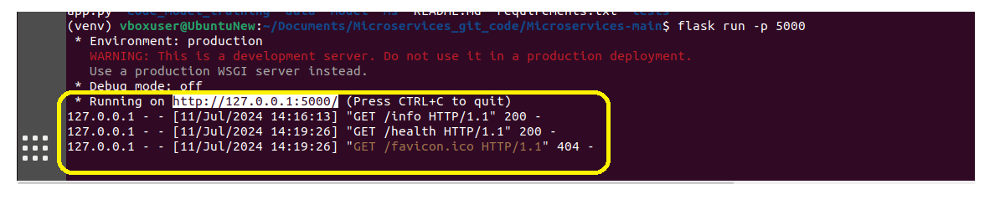 app.py Code_Model_training data Model Ms README.MG requirements.txt tests
(venv) vboxuser@UbuntuNew:~/Documents/Microservices_git_code/Microservices-main$ flask run -p 5000
* Environment: production
WARNING: This is a development server. Do not use it in a production deployment.
Use a production WSGI server instead.
* Debug mode: off
* Running on http://127.0.0.1:5000/ (Press CTRL+C to quit)
127.0.0.1 - - [11/Jul/2024 14:16:13] "GET /info HTTP/1.1" 200 -
127.0.0.1 - - [11/Jul/2024 14:19:26] "GET /health HTTP/1.1" 200 -
127.0.0.1 - - [11/Jul/2024 14:19:26] "GET /favicon.ico HTTP/1.1" 404 -